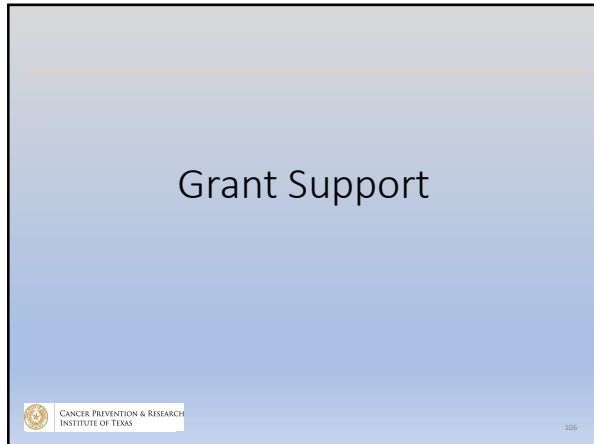 Grant Support
CANCER PREVENTION & RESEARCH
INSTITUTE OF TEXAS
106